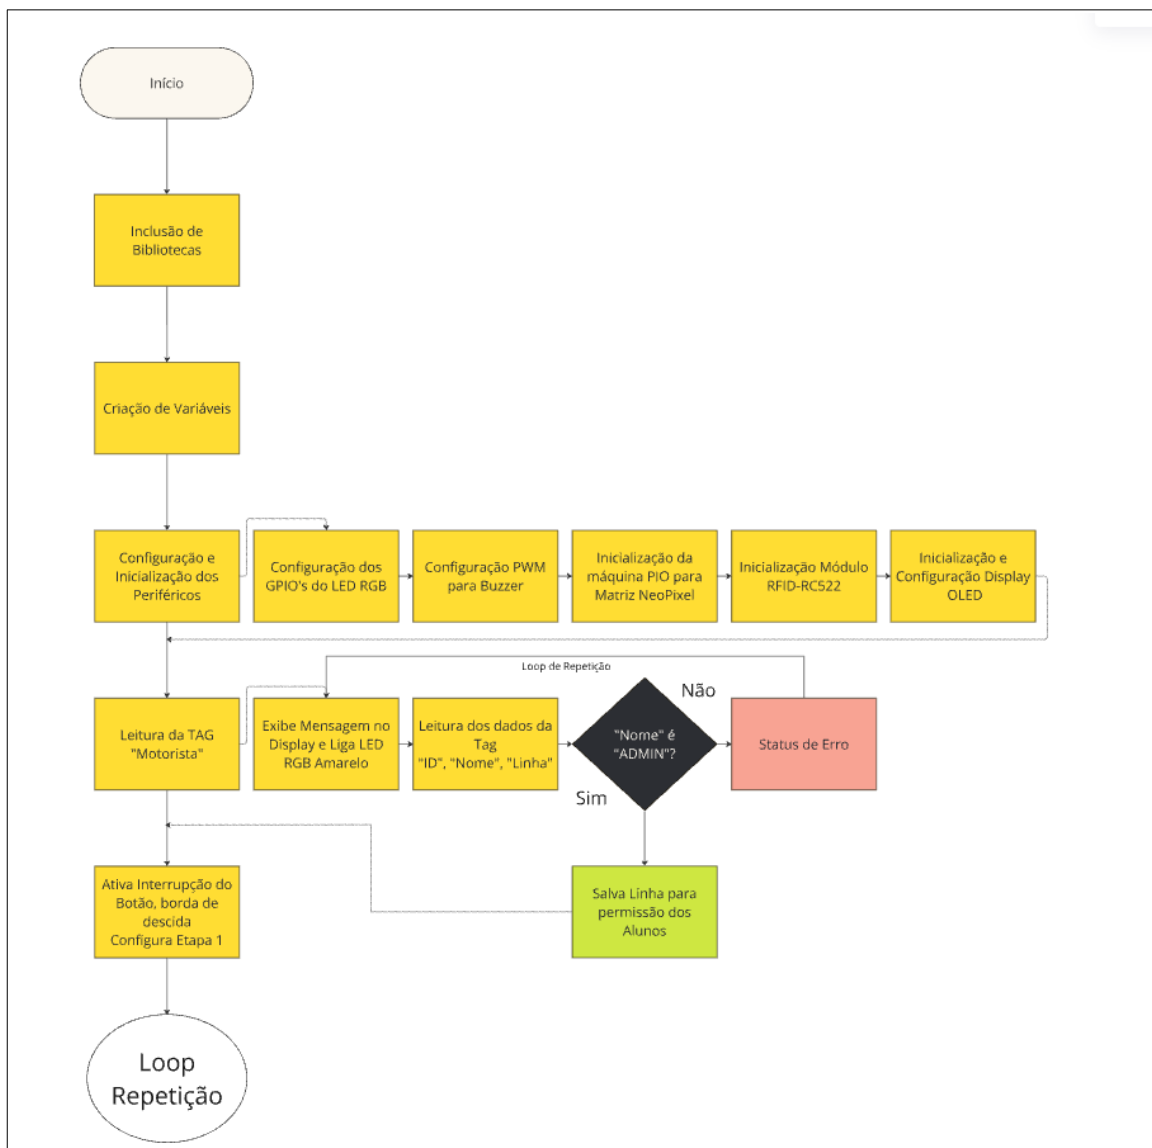 Início
Inclusão de
Bibliotecas
Criação de Variáveis
Configuração e
Inicialização dos
Periféricos
Configuração dos
GPIO's do LED RGB
Configuração PWM
para Buzzer
Inicialização da
máquina PIO para
Matriz NeoPixel
Inicialização Módulo
RFID-RC522
Inicialização e
Configuração Display
OLED
Loop de Repetição
Leitura da TAG
"Motorista"
Exibe Mensagem no
Display e Liga LED
RGB Amarelo
Leitura dos dados da
Tag
"ID", "Nome", "Linha"
"Nome" é
"ADMIN"?
Não
Status de Erro
Sim
Ativa Interrupção do
Botão, borda de
descida
Configura Etapa 1
Salva Linha para
permissão dos
Alunos
Loop
Repetição